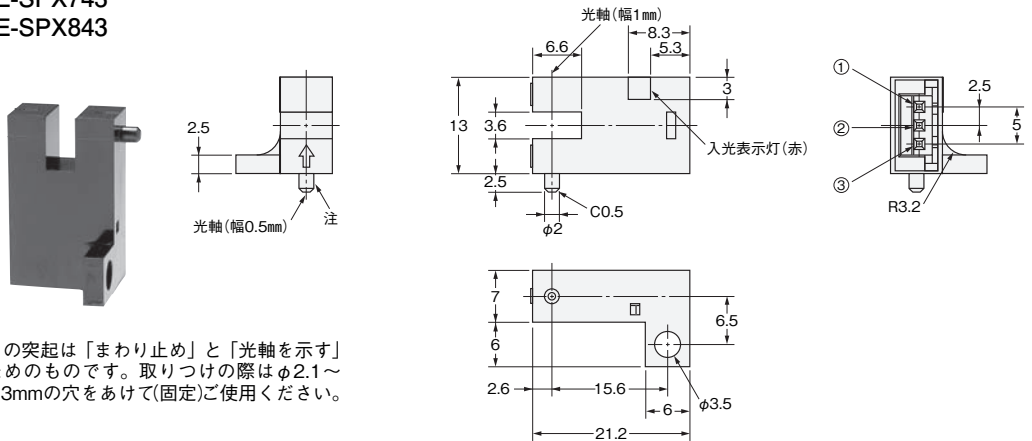 E-SPX743
E-SPX843
2.5
光軸(幅0.5mm)
注
光軸(幅1mm)
8.3
5.3
6.6
3
13
3.6
2.5
入光表示灯(赤)
C0.5
φ2
①
②
③
2.5
5
R3.2
7
6
6.5
2.6
15.6
6
φ3.5
21.2
の突起は「まわり止め」と「光軸を示す」
めのものです。取りつけの際はφ2.1～
3mmの穴をあけて(固定)ご使用ください。